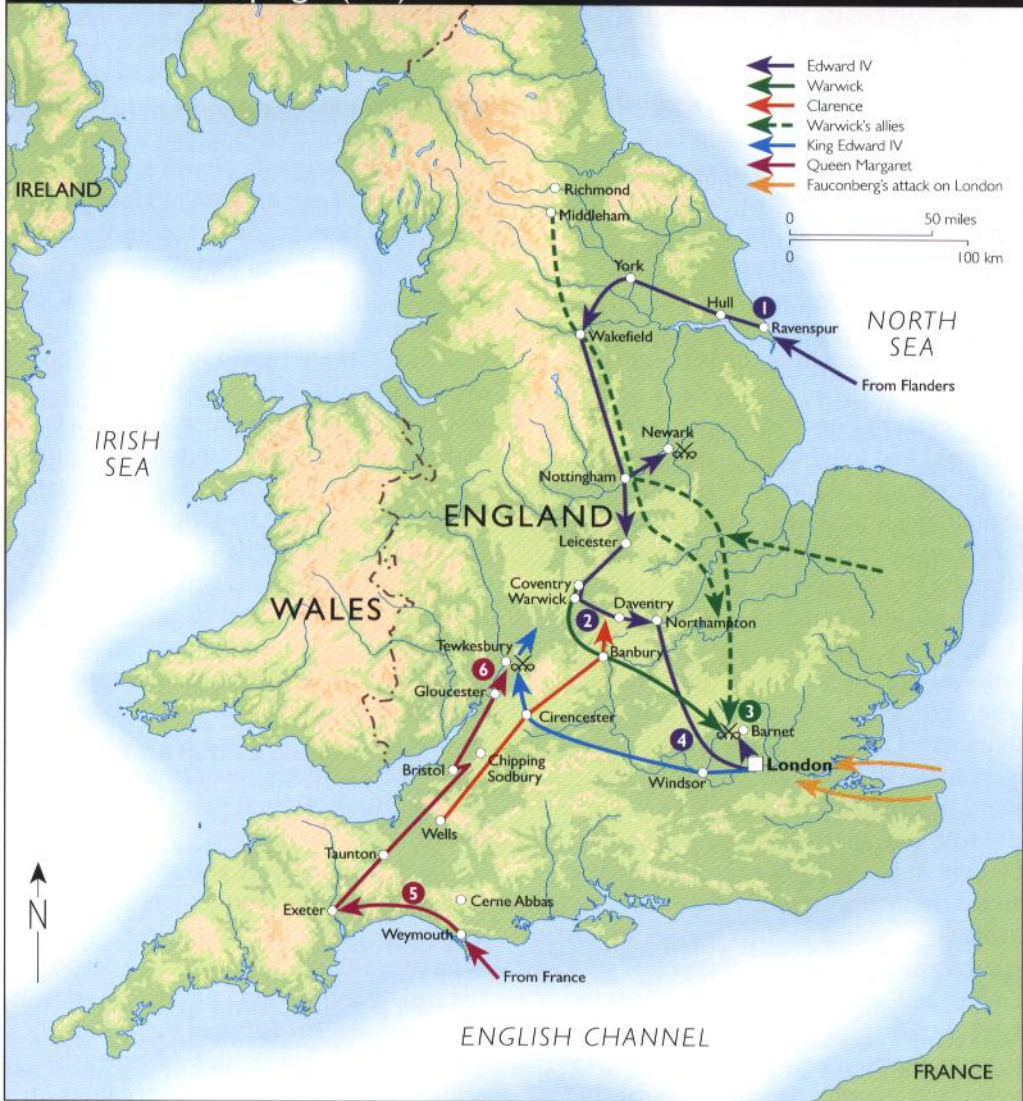 Edward IV
Warwick
Clarence
Warwick's allies
King Edward IV
Queen Margaret
Fauconberg's attack on London
0 50 miles
0 100 km
IRELAND
Richmond
Middleham
York
Hull
1
Ravenspur
NORTH
SEA
Wakefield
From Flanders
IRISH
SEA
Newark
Nottingham
ENGLAND
Leicester
Coventry
Warwick
WALES
2
Daventry
Northampton
Tewkesbury
Banbury
6
Gloucester
Cirencester
3
Barnet
4
London
Chipping
Sodbury
Bristol
Windsor
Wells
Taunton
5
Cerne Abbas
Exeter
Weymouth
N
From France
ENGLISH CHANNEL
FRANCE